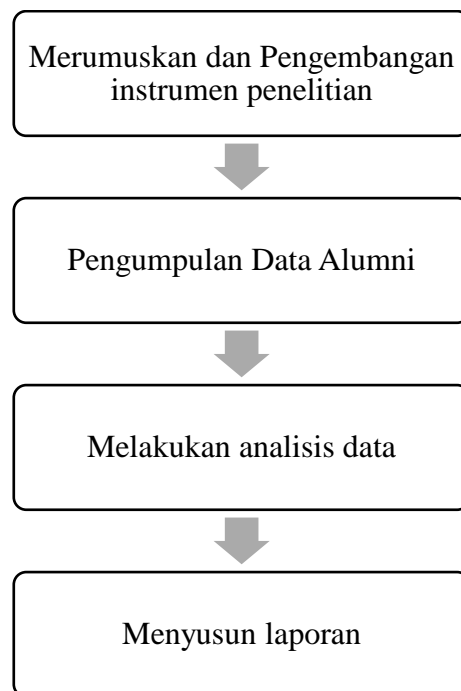 Merumuskan dan Pengembangan
instrumen penelitian
Pengumpulan Data Alumni
Melakukan analisis data
Menyusun laporan